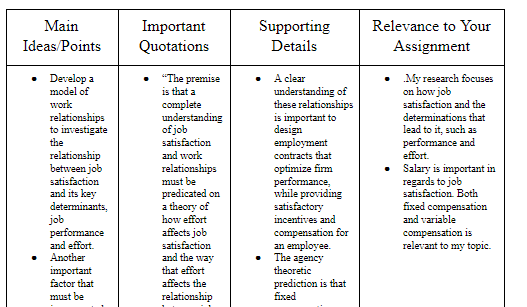 Main
Ideas/Points
Important
Quotations
Supporting
Details
Relevance to Your
Assignment
● Develop a
model of
work
relationships
to investigate
the
relationship
between job
satisfaction
and its key
determinants,
job
performance
and effort.
● Another
important
factor that
must be
● “The premise
is that a
complete
understanding
of job
satisfaction
and work
relationships
must be
predicated on
a theory of
how effort
affects job
satisfaction
and the way
that effort
affects the
relationship
● A clear
understanding of
these relationships
is important to
design
employment
contracts that
optimize firm
performance,
while providing
satisfactory
incentives and
compensation for
an employee.
● The agency
theoretic
prediction is that
fixed
● .My research focuses
on how job
satisfaction and the
determinations that
lead to it, such as
performance and
effort.
● Salary is important in
regards to job
satisfaction. Both
fixed compensation
and variable
compensation is
relevant to my topic.